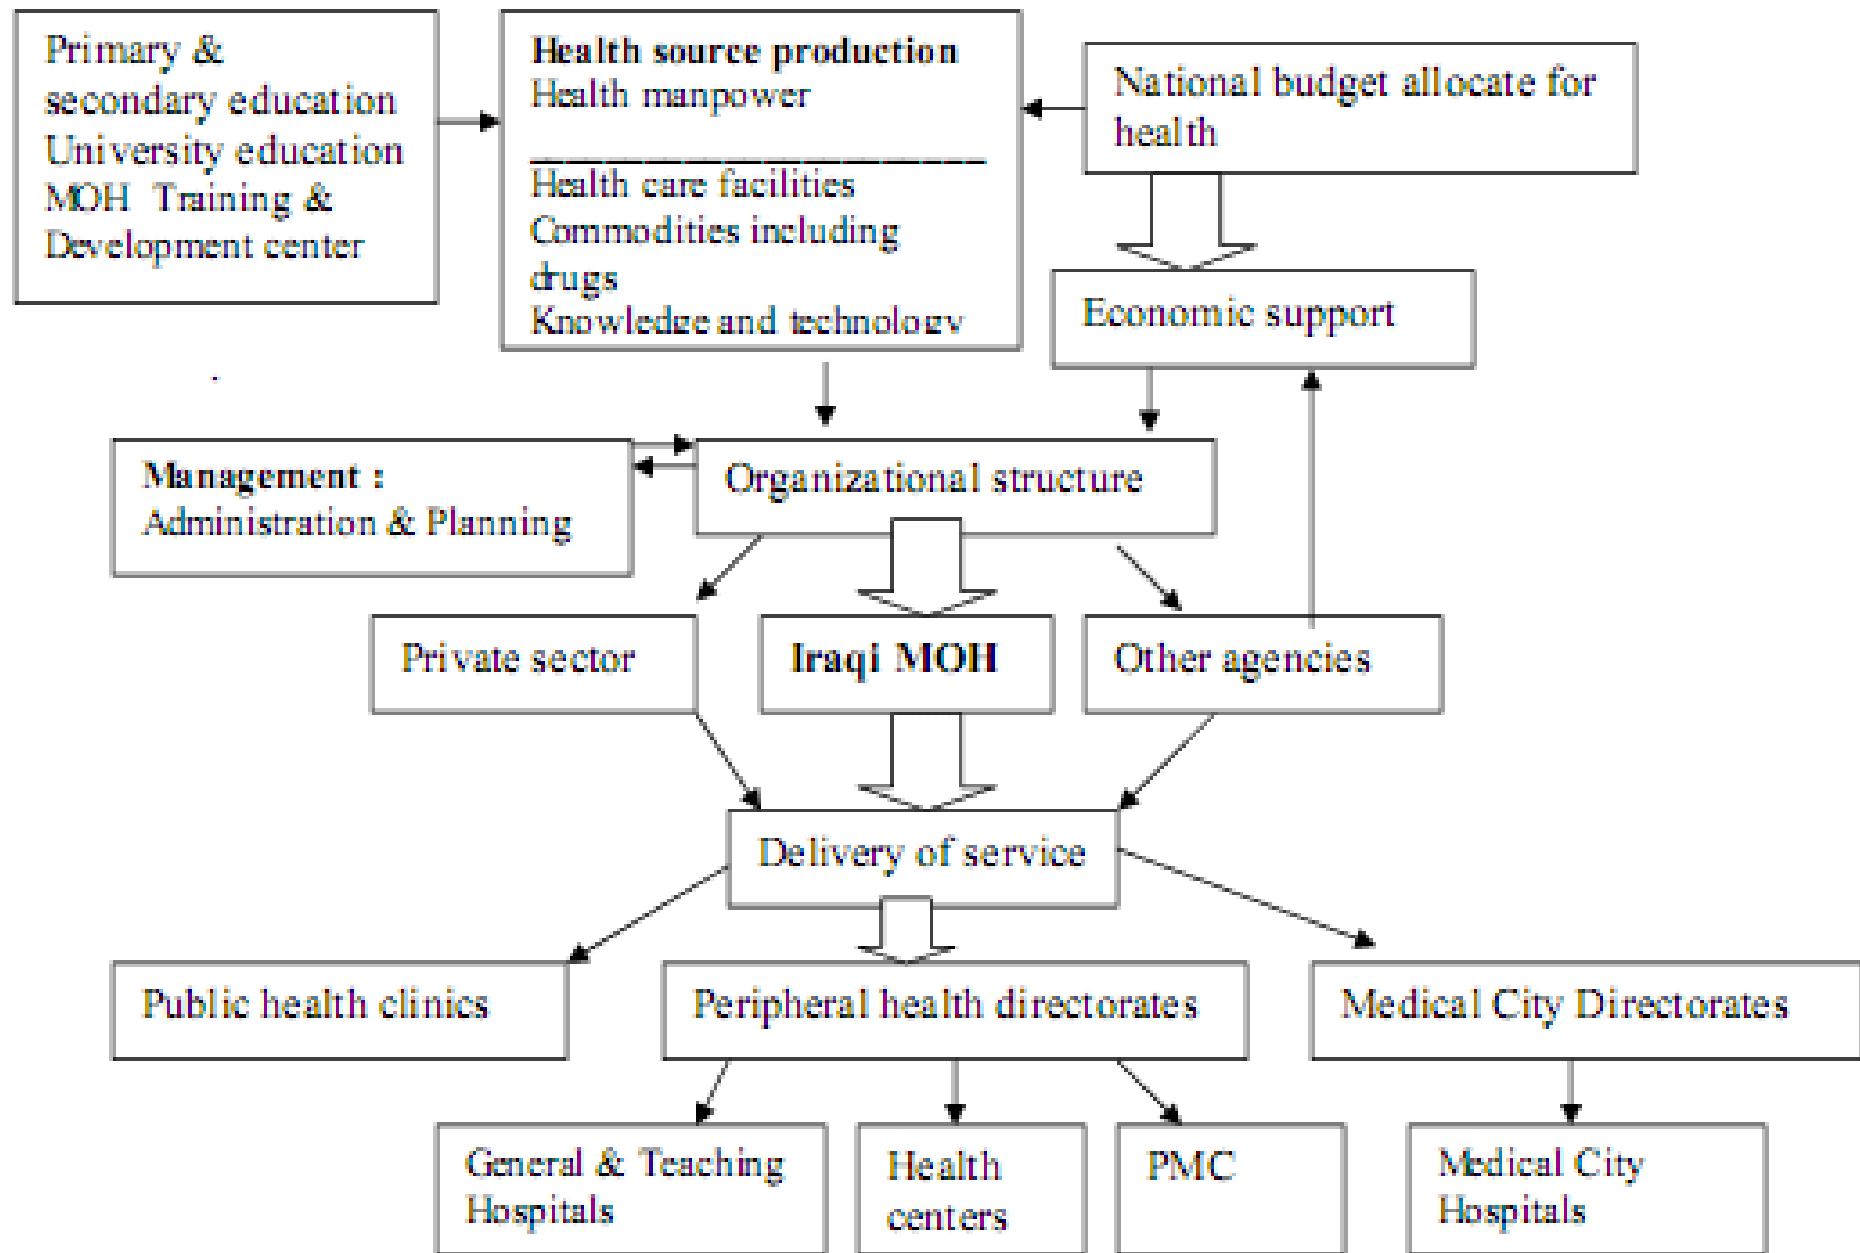 Primary &
secondary education
University education
MOH Training &
Development center
Health source production
Health manpower
Health care facilities
Commodities including
drugs
Knowledge and technology
National budget allocate for
health
Economic support
Management :
Administration & Planning
Organizational structure
Private sector
Iraqi MOH
Other agencies
Delivery of service
Public health clinics
Peripheral health directorates
Medical City Directorates
General & Teaching
Hospitals
Health
centers
PMC
Medical City
Hospitals